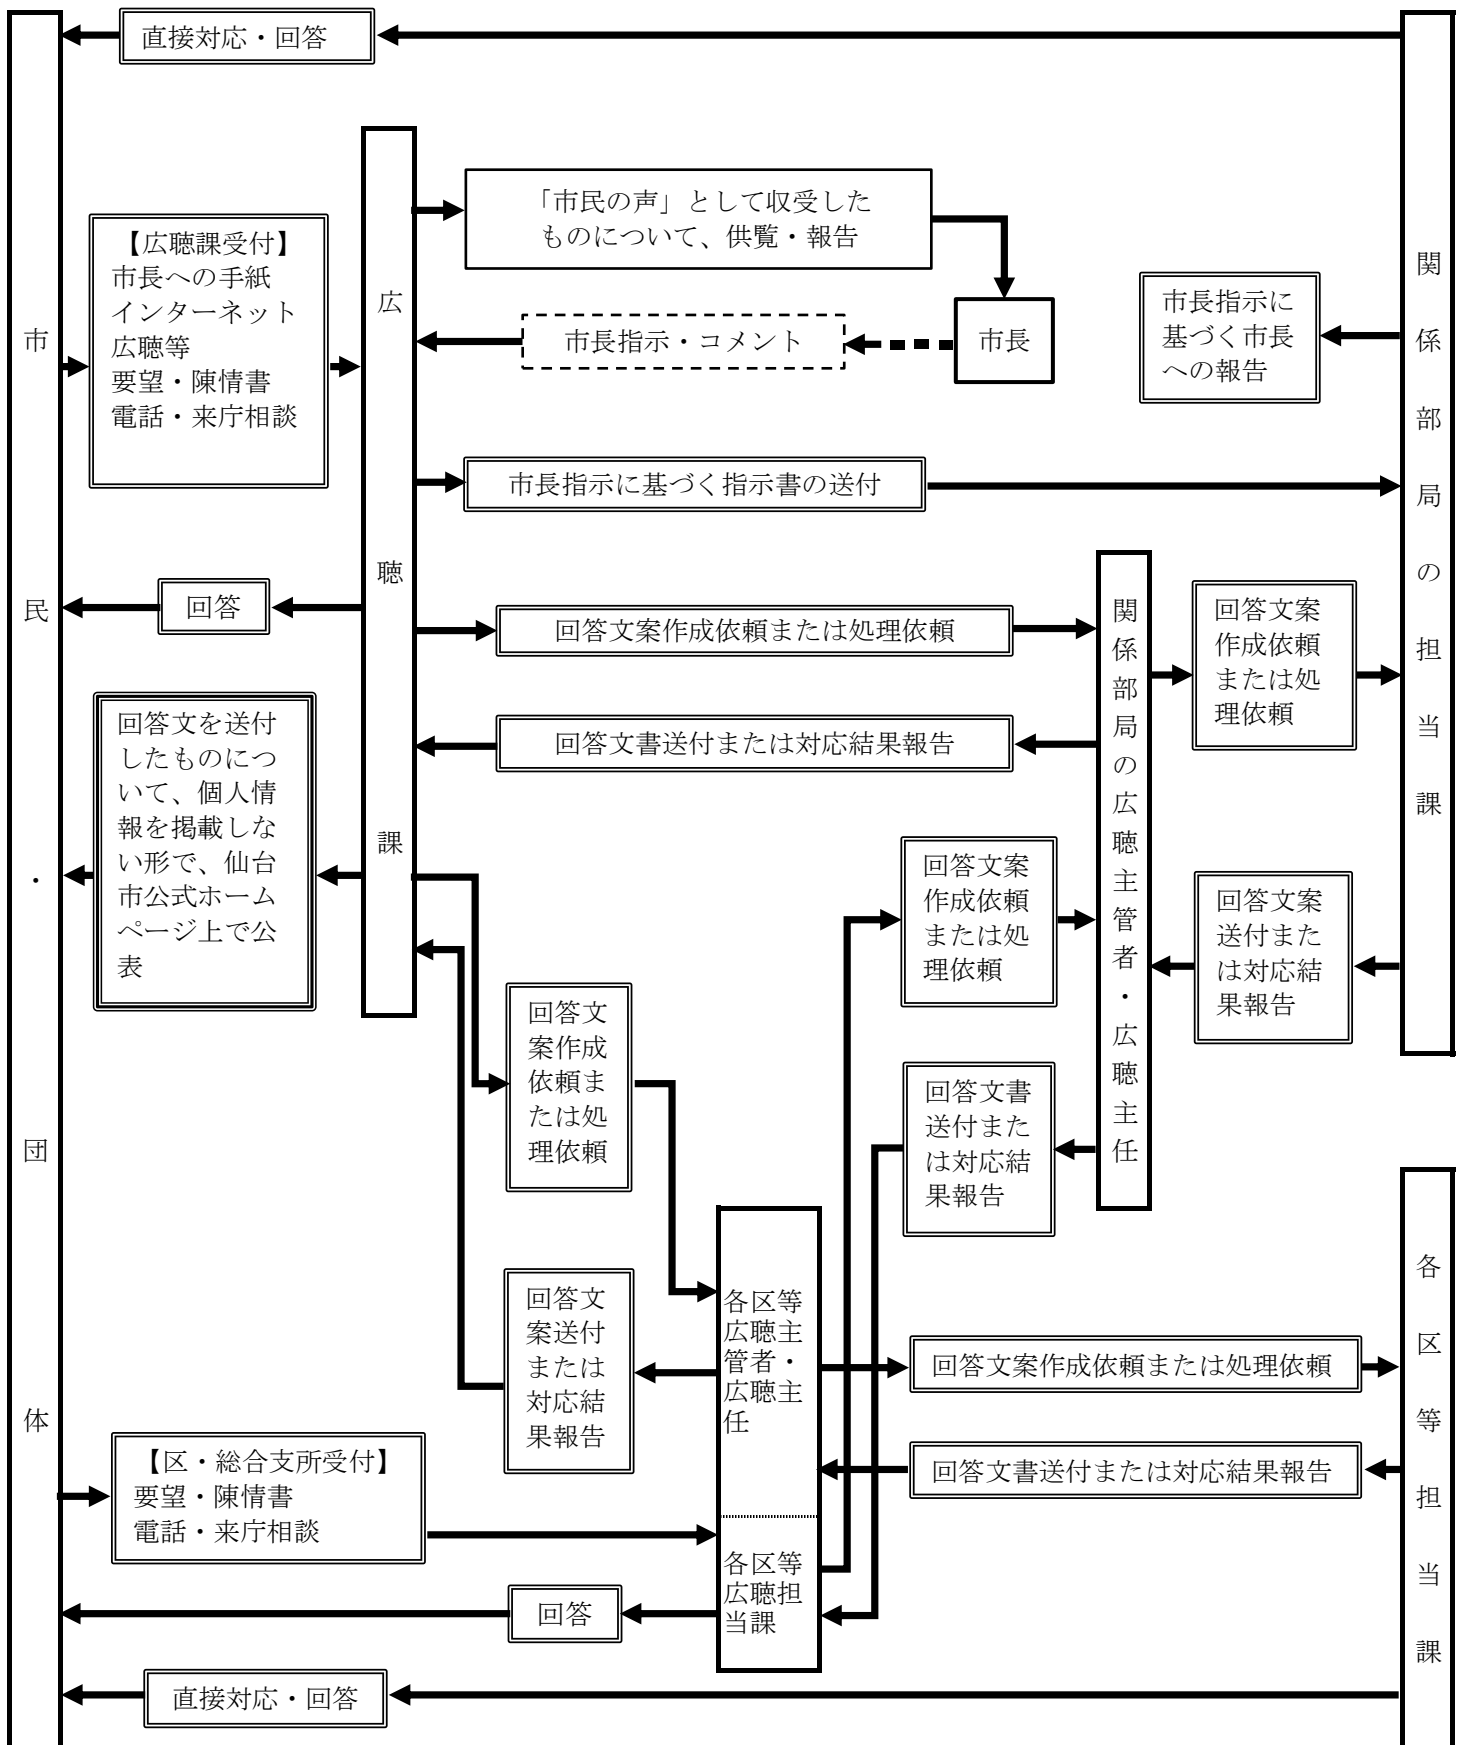 直接対応・回答
市民・団体
広聴課
関係部局の担当課
「市民の声」として収受した
ものについて、供覧・報告
【広聴課受付】
市長への手紙
インターネット
広聴等
要望・陳情書
電話・来庁相談
市長指示・コメント
市長
市長指示に
基づく市長
への報告
市長指示に基づく指示書の送付
回答
回答文案作成依頼または処理依頼
関係部局の広聴主管者・広聴主任
回答文案
作成依頼
または処
理依頼
回答文を送付
したものにつ
いて、個人情
報を掲載しな
い形で、仙台
市公式ホーム
ページ上で公
表
回答文書送付または対応結果報告
回答文案
作成依頼
または処
理依頼
回答文案
送付また
は対応結
果報告
回答文
案作成
依頼ま
たは処
理依頼
回答文書
送付また
は対応結
果報告
各区等担当課
回答文
案送付
または
対応結
果報告
各区等
広聴主
管者・
広聴主
任
回答文案作成依頼または処理依頼
回答文書送付または対応結果報告
【区・総合支所受付】
要望・陳情書
電話・来庁相談
各区等
広聴担
当課
回答
直接対応・回答